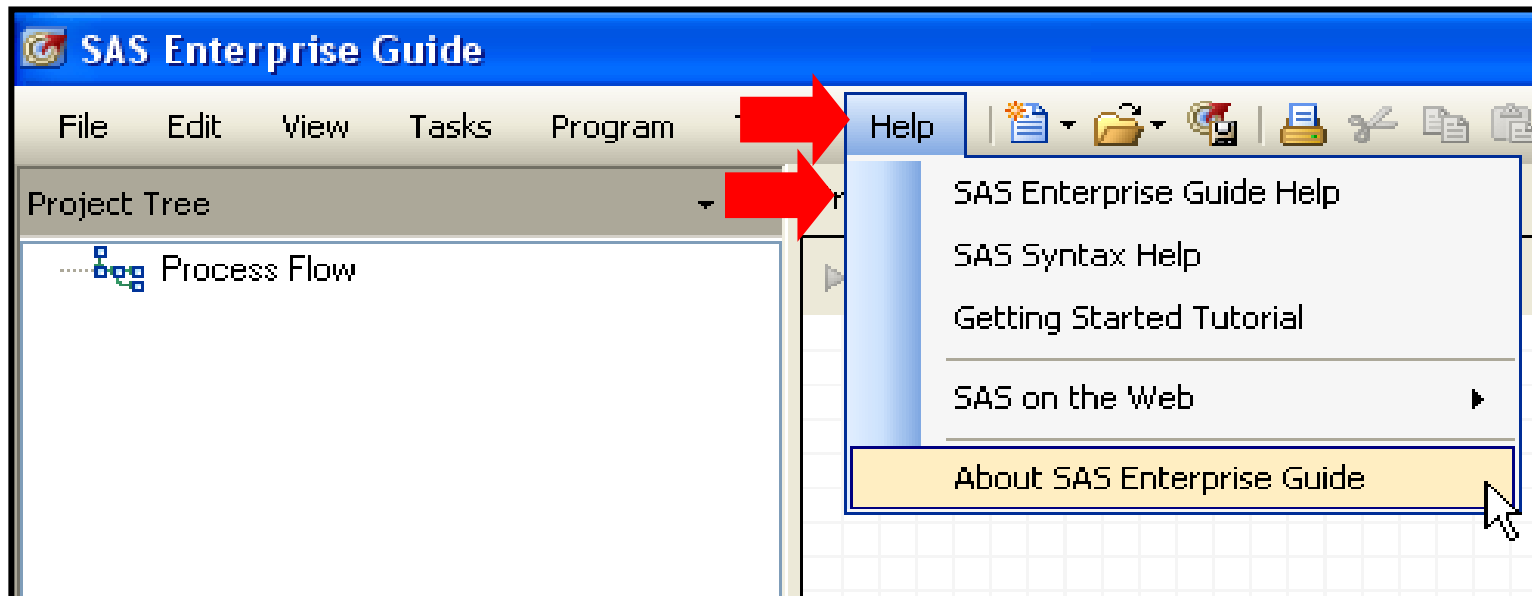 SAS Enterprise Guide
File Edit View Tasks Program Help
Project Tree
Process Flow
SAS Enterprise Guide Help
SAS Syntax Help
Getting Started Tutorial
SAS on the Web
About SAS Enterprise Guide